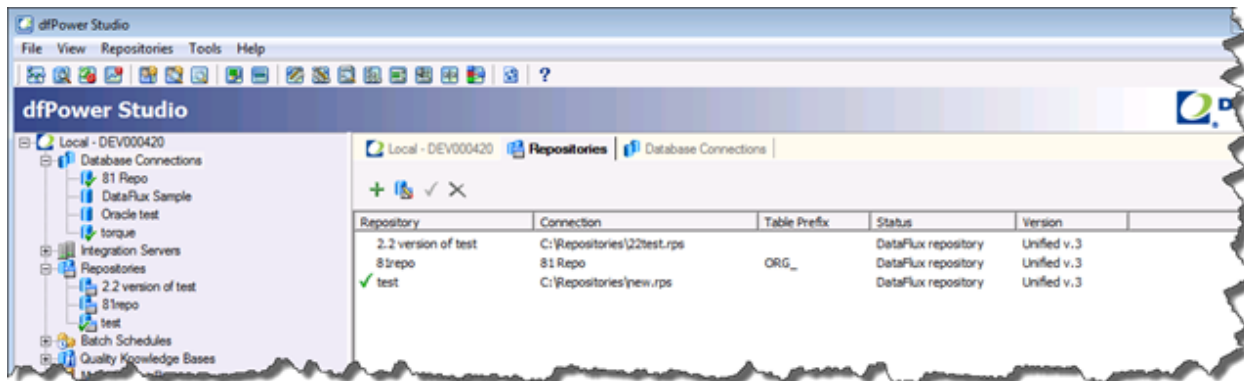 dfPower Studio
File View Repositories Tools Help
?
dfPower Studio
D
Local - DEV000420
Database Connections
81 Repo
DataFlux Sample
Oracle test
torque
Integration Servers
Repositories
2.2 version of test
81repo
test
Batch Schedules
Quality Knowledge Bases
Local - DEV000420 Repositories Database Connections
Repository Connection Table Prefix Status Version
2.2 version of test C:\Repositories\22test.rps DataFlux repository Unified v.3
81repo 81 Repo ORG_ DataFlux repository Unified v.3
test C:\Repositories\new.rps DataFlux repository Unified v.3